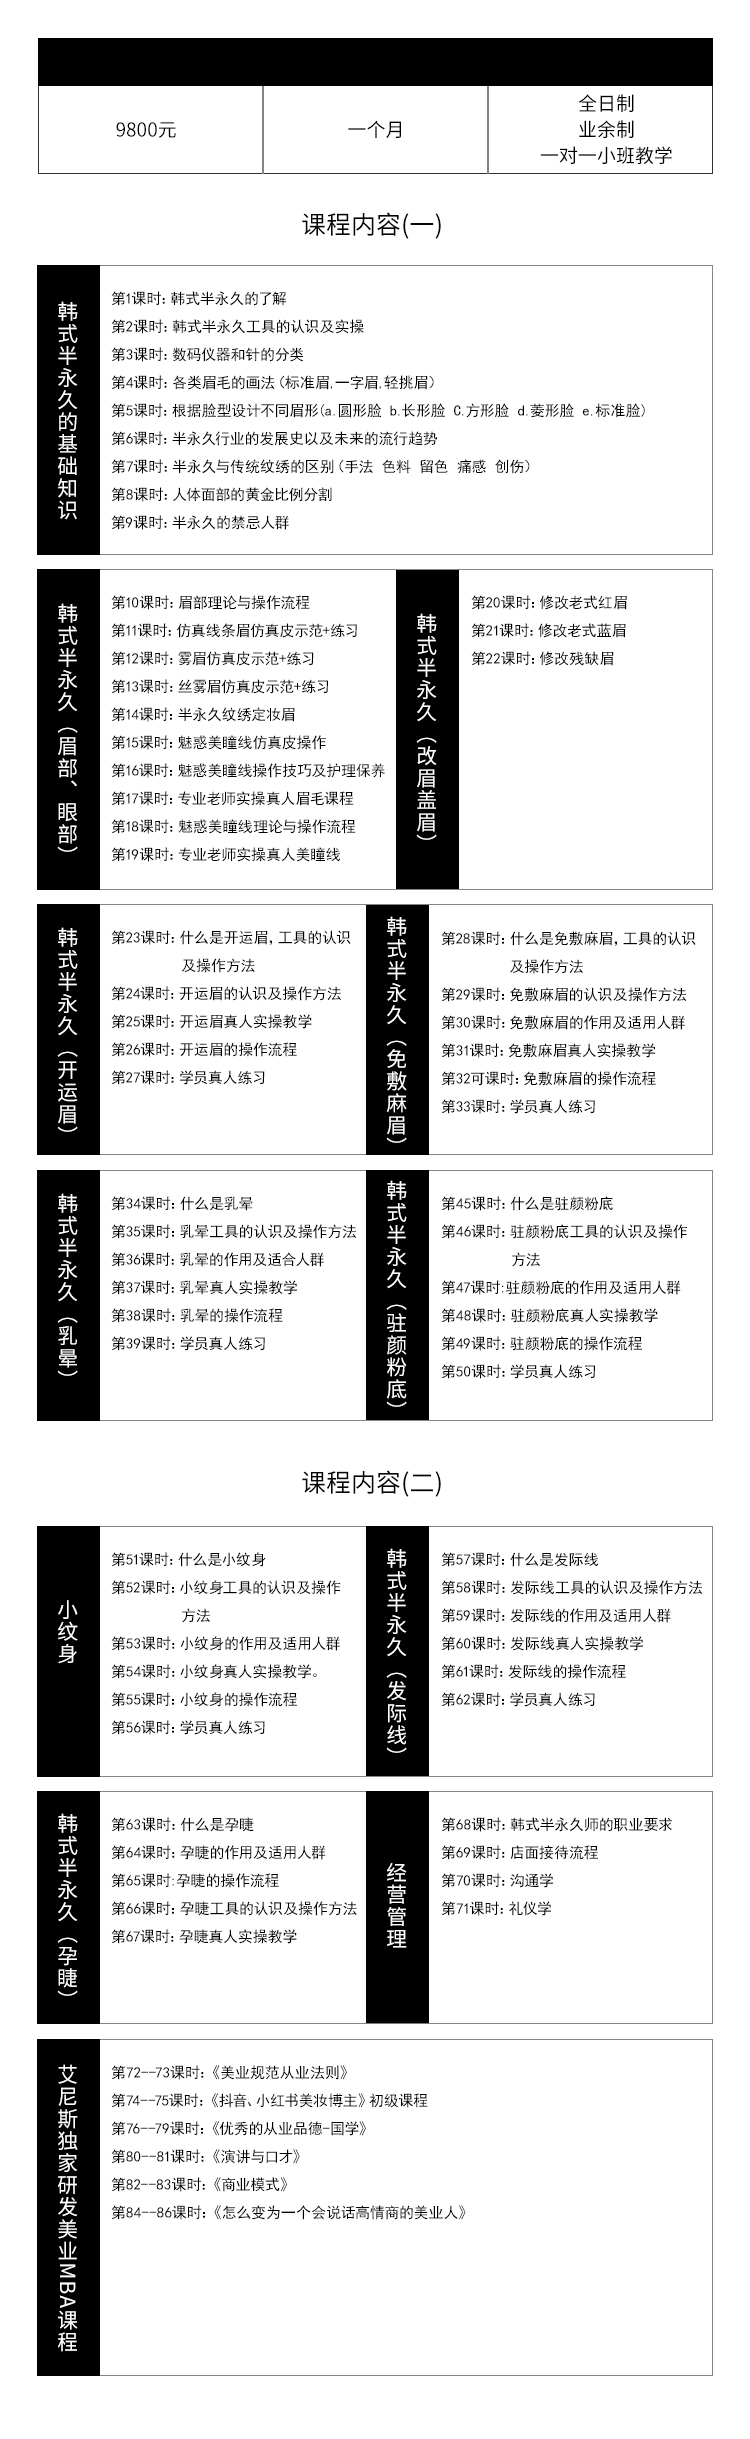 9800元
一个月
全日制
业余制
一对一小班教学
课程内容(一)
韩式半永久的基础知识
第1课时: 韩式半永久的了解
第2课时: 韩式半永久工具的认识及实操
第3课时: 数码仪器和针的分类
第4课时: 各类眉毛的画法（标准眉,一字眉,轻挑眉）
第5课时: 根据脸型设计不同眉形(a.圆形脸 b.长形脸 C.方形脸 d.菱形脸 e.标准脸)
第6课时: 半永久行业的发展史以及未来的流行趋势
第7课时: 半永久与传统纹绣的区别（手法 色料 留色 痛感 创伤）
第8课时: 人体面部的黄金比例分割
第9课时: 半永久的禁忌人群
韩式半永久（眉部、眼部）
第10课时: 眉部理论与操作流程
第11课时: 仿真线条眉仿真皮示范+练习
第12课时: 雾眉仿真皮示范+练习
第13课时: 丝雾眉仿真皮示范+练习
第14课时: 半永久纹绣定妆眉
第15课时: 魅惑美瞳线仿真皮操作
第16课时: 魅惑美瞳线操作技巧及护理保养
第17课时: 专业老师实操真人眉毛课程
第18课时: 魅惑美瞳线理论与操作流程
第19课时: 专业老师实操真人美瞳线
韩式半永久（改眉盖眉）
第20课时: 修改老式红眉
第21课时: 修改老式蓝眉
第22课时: 修改残缺眉
韩式半永久（开运眉）
第23课时: 什么是开运眉, 工具的认识
及操作方法
第24课时: 开运眉的认识及操作方法
第25课时: 开运眉真人实操教学
第26课时: 开运眉的操作流程
第27课时: 学员真人练习
韩式半永久（免敷麻眉）
第28课时: 什么是免敷麻眉, 工具的认识
及操作方法
第29课时: 免敷麻眉的认识及操作方法
第30课时: 免敷麻眉的作用及适用人群
第31课时: 免敷麻眉真人实操教学
第32可课时: 免敷麻眉的操作流程
第33课时: 学员真人练习
韩式半永久（乳晕）
第34课时: 什么是乳晕
第35课时: 乳晕工具的认识及操作方法
第36课时: 乳晕的作用及适合人群
第37课时: 乳晕真人实操教学
第38课时: 乳晕的操作流程
第39课时: 学员真人练习
韩式半永久（驻颜粉底）
第45课时: 什么是驻颜粉底
第46课时: 驻颜粉底工具的认识及操作
方法
第47课时:驻颜粉底的作用及适用人群
第48课时: 驻颜粉底真人实操教学
第49课时: 驻颜粉底的操作流程
第50课时: 学员真人练习
课程内容(二)
小纹身
第51课时: 什么是小纹身
第52课时: 小纹身工具的认识及操作
方法
第53课时: 小纹身的作用及适用人群
第54课时: 小纹身真人实操教学。
第55课时: 小纹身的操作流程
第56课时: 学员真人练习
韩式半永久（发际线）
第57课时: 什么是发际线
第58课时: 发际线工具的认识及操作方法
第59课时: 发际线的作用及适用人群
第60课时: 发际线真人实操教学
第61课时: 发际线的操作流程
第62课时: 学员真人练习
韩式半永久（孕睫）
第63课时: 什么是孕睫
第64课时: 孕睫的作用及适用人群
第65课时:孕睫的操作流程
第66课时: 孕睫工具的认识及操作方法
第67课时: 孕睫真人实操教学
经营管理
第68课时: 韩式半永久师的职业要求
第69课时: 店面接待流程
第70课时: 沟通学
第71课时: 礼仪学
艾尼斯独家研发美业MBA课程
第72--73课时:《美业规范从业法则》
第74--75课时:《抖音、小红书美妆博主》初级课程
第76--79课时:《优秀的从业品德-国学》
第80--81课时:《演讲与口才》
第82--83课时:《商业模式》
第84--86课时:《怎么变为一个会说话高情商的美业人》